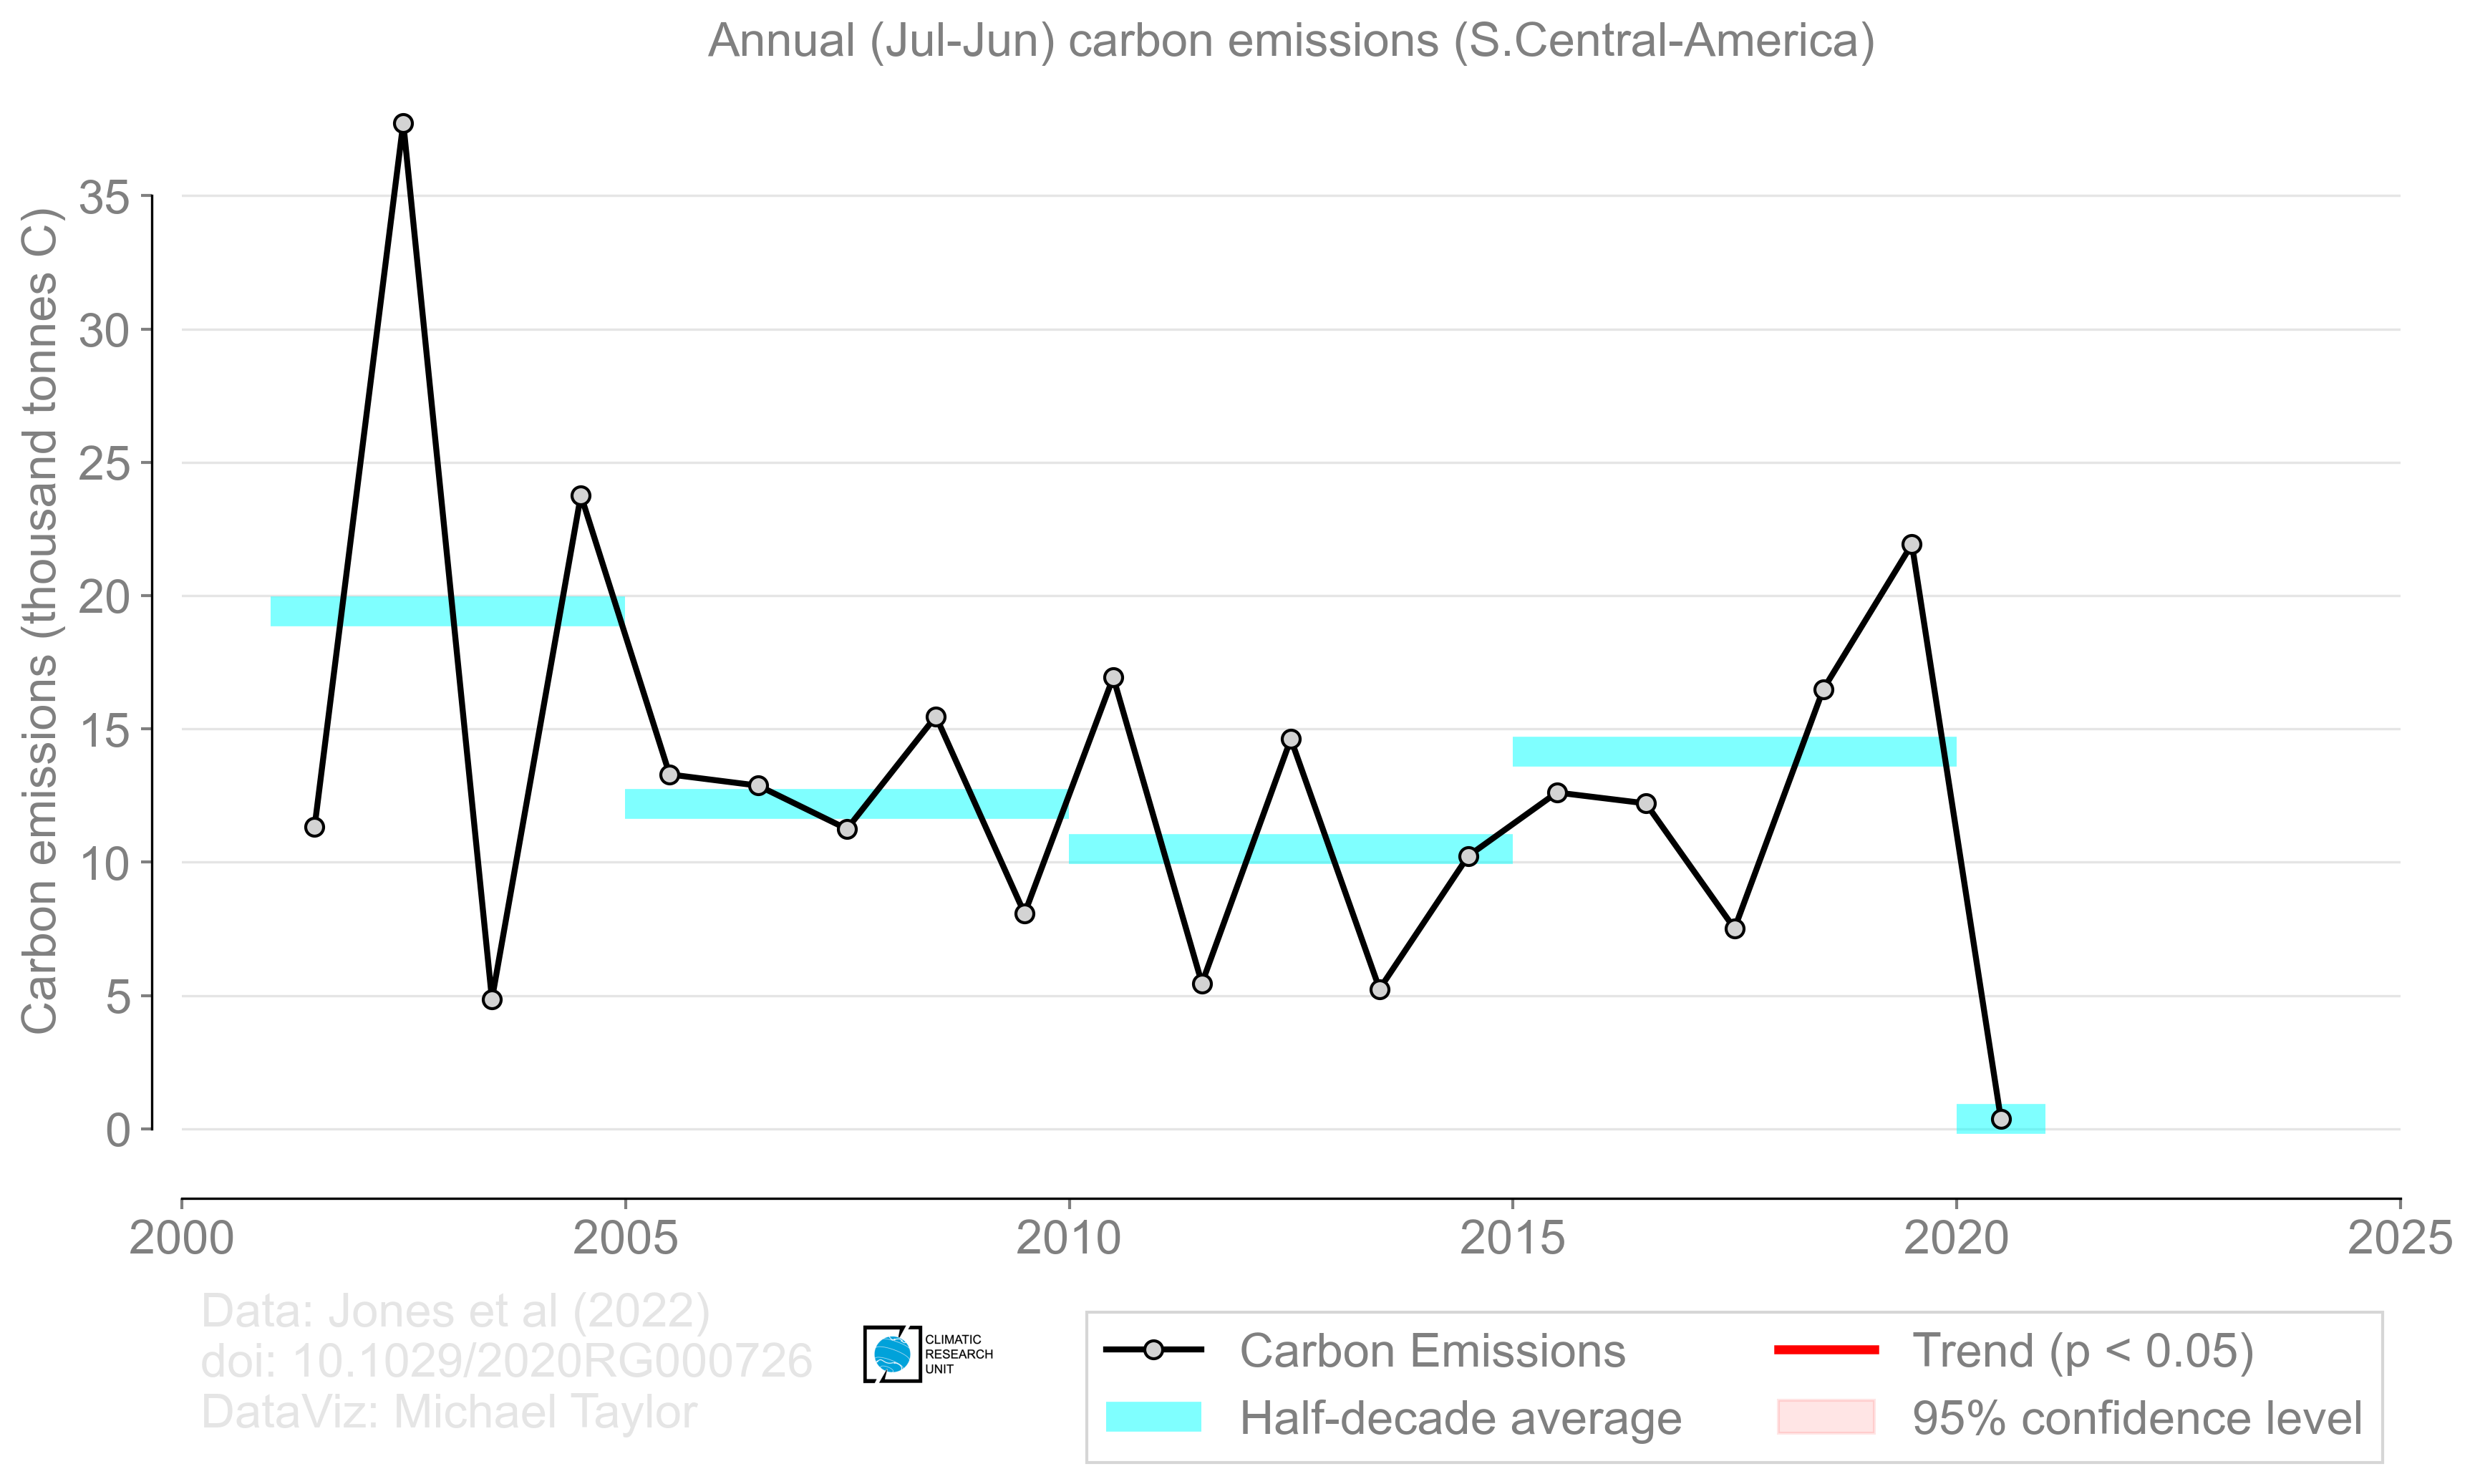 Annual (Jul-Jun) carbon emissions (S.Central-America)
Carbon emissions (thousand tonnes C)
35
30
25
20
15
10
5
0
2000 2005 2010 2015 2020 2025
Data: Jones et al (2022)
doi: 10.1029/2020RG000726
DataViz: Michael Taylor
CLIMATIC
RESEARCH
UNIT
Carbon Emissions
Half-decade average
Trend (p < 0.05)
95% confidence level